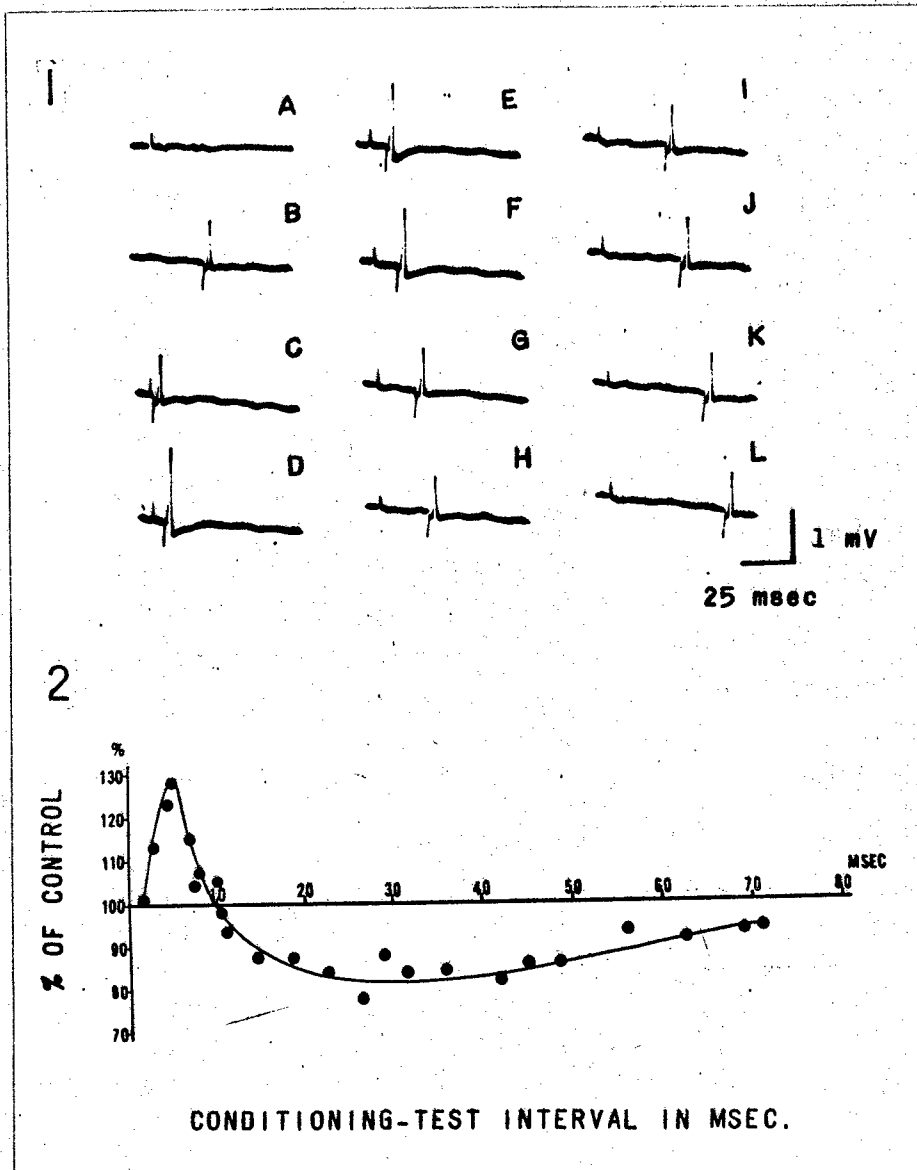 1
A
E
I
B
F
J
C
G
K
D
H
L
1 mV
25 msec
2
%
130
120
110
100
90
80
70
% OF CONTROL
10 20 30 40 50 60 70 80
MSEC
CONDITIONING-TEST INTERVAL IN MSEC.